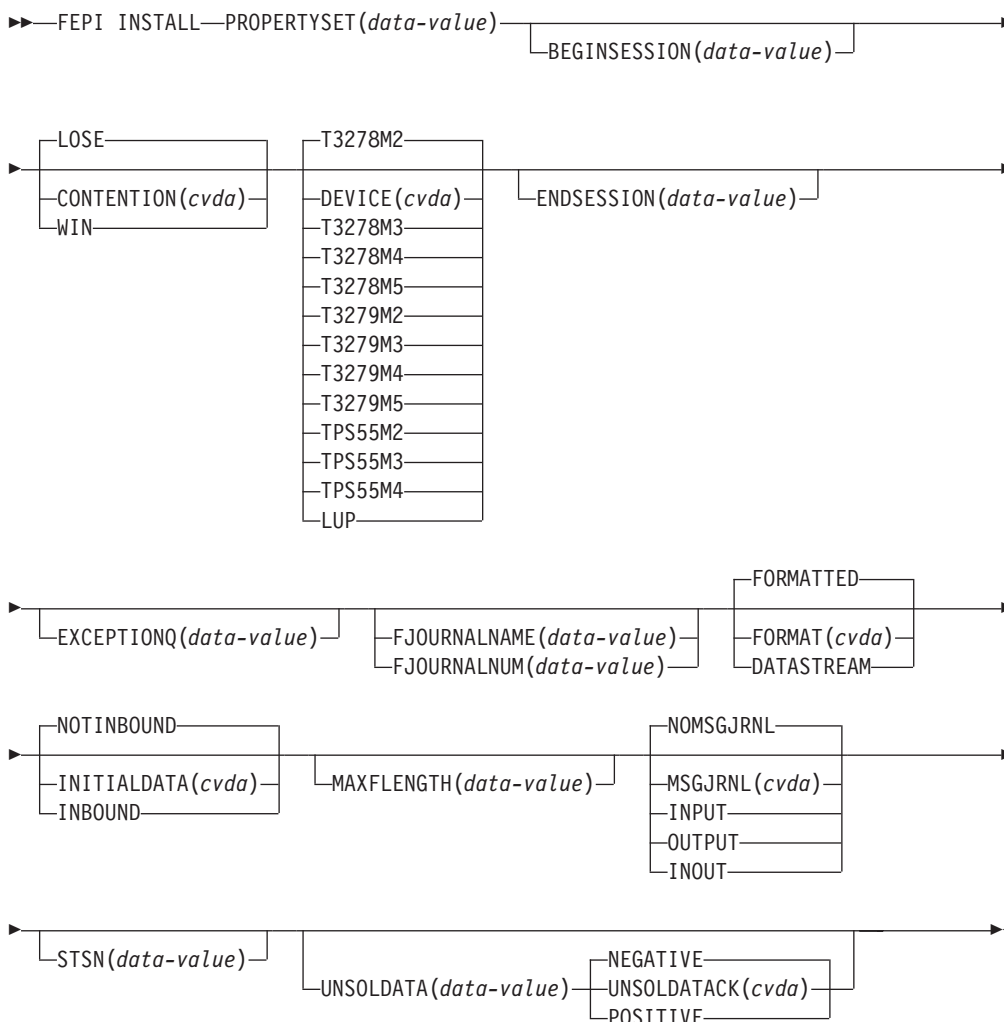 FEPI INSTALL PROPERTYSET(data-value)
BEGINSESSION(data-value)
LOSE
CONTENTION(cvda)
WIN
T3278M2
DEVICE(cvda)
T3278M3
T3278M4
T3278M5
T3279M2
T3279M3
T3279M4
T3279M5
TPS55M2
TPS55M3
TPS55M4
LUP
ENDSESSION(data-value)
EXCEPTIONQ(data-value)
FJOURNALNAME(data-value)
FJOURNALNUM(data-value)
FORMATTED
FORMAT(cvda)
DATASTREAM
NOTINBOUND
INITIALDATA(cvda)
INBOUND
MAXFLENGTH(data-value)
NOMSGJRNL
MSGJRNL(cvda)
INPUT
OUTPUT
INOUT
STSN(data-value)
UNSOLDATA(data-value)
NEGATIVE
UNSOLDATACK(cvda)
POSITIVE